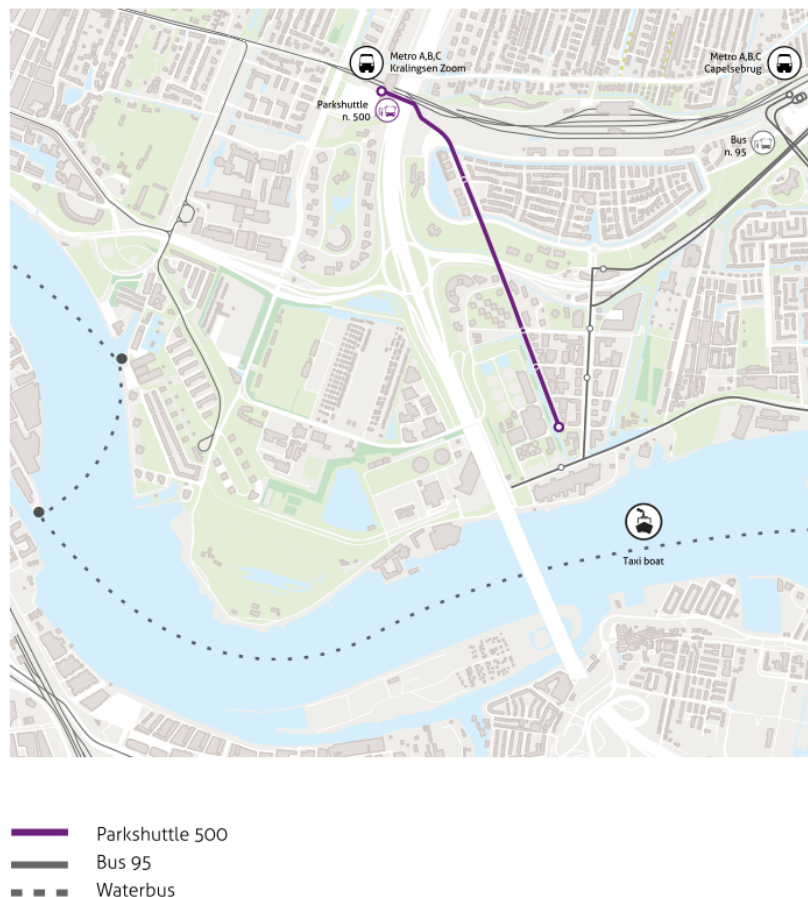 Metro A,B,C
Kralingsen Zoom
Metro A,B,C
Capelsebrug
Parkshuttle
n. 500
Bus
n. 95
Taxi boat
Parkshuttle 500
Bus 95
Waterbus